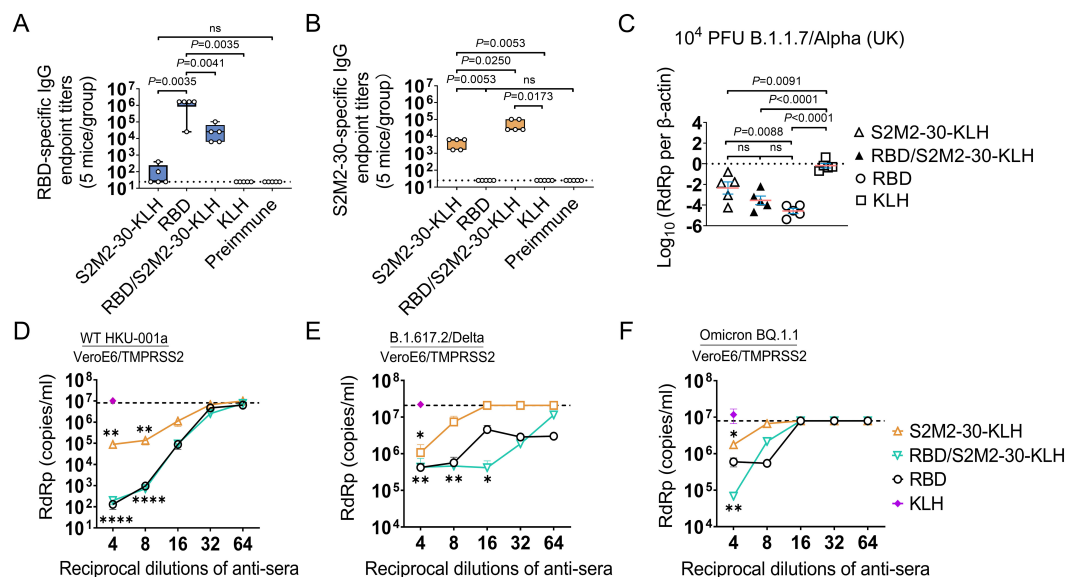 A
RBD-specific IgG
endpoint titers
(5 mice/group)
ns
P=0.0035
P=0.0041
P=0.0035
10⁶
10⁵
10⁴
10³
10²
10¹
S2M2-30-KLH
RBD
RBD/S2M2-30-KLH
KLH
Preimmune
B
S2M2-30-specific IgG
endpoint titers
(5 mice/group)
P=0.0053
P=0.0250
P=0.0053
ns
P=0.0173
10⁶
10⁵
10⁴
10³
10²
10¹
S2M2-30-KLH
RBD
RBD/S2M2-30-KLH
KLH
Preimmune
C
10⁴ PFU B.1.1.7/Alpha (UK)
P=0.0091
P<0.0001
P=0.0088
P<0.0001
ns
ns
Log₁₀ (RdRp per β-actin)
4
2
0
-2
-4
-6
S2M2-30-KLH
RBD/S2M2-30-KLH
RBD
KLH
D
WT HKU-001a
VeroE6/TMPRSS2
RdRp (copies/ml)
10⁸
10⁷
10⁶
10⁵
10⁴
10³
10²
10¹
**
**
****
****
4 8 16 32 64
Reciprocal dilutions of anti-sera
E
B.1.617.2/Delta
VeroE6/TMPRSS2
RdRp (copies/ml)
10⁸
10⁷
10⁶
10⁵
10⁴
*
**
**
*
4 8 16 32 64
Reciprocal dilutions of anti-sera
F
Omicron BQ.1.1
VeroE6/TMPRSS2
RdRp (copies/ml)
10⁸
10⁷
10⁶
10⁵
10⁴
*
**
4 8 16 32 64
Reciprocal dilutions of anti-sera
S2M2-30-KLH
RBD/S2M2-30-KLH
RBD
KLH